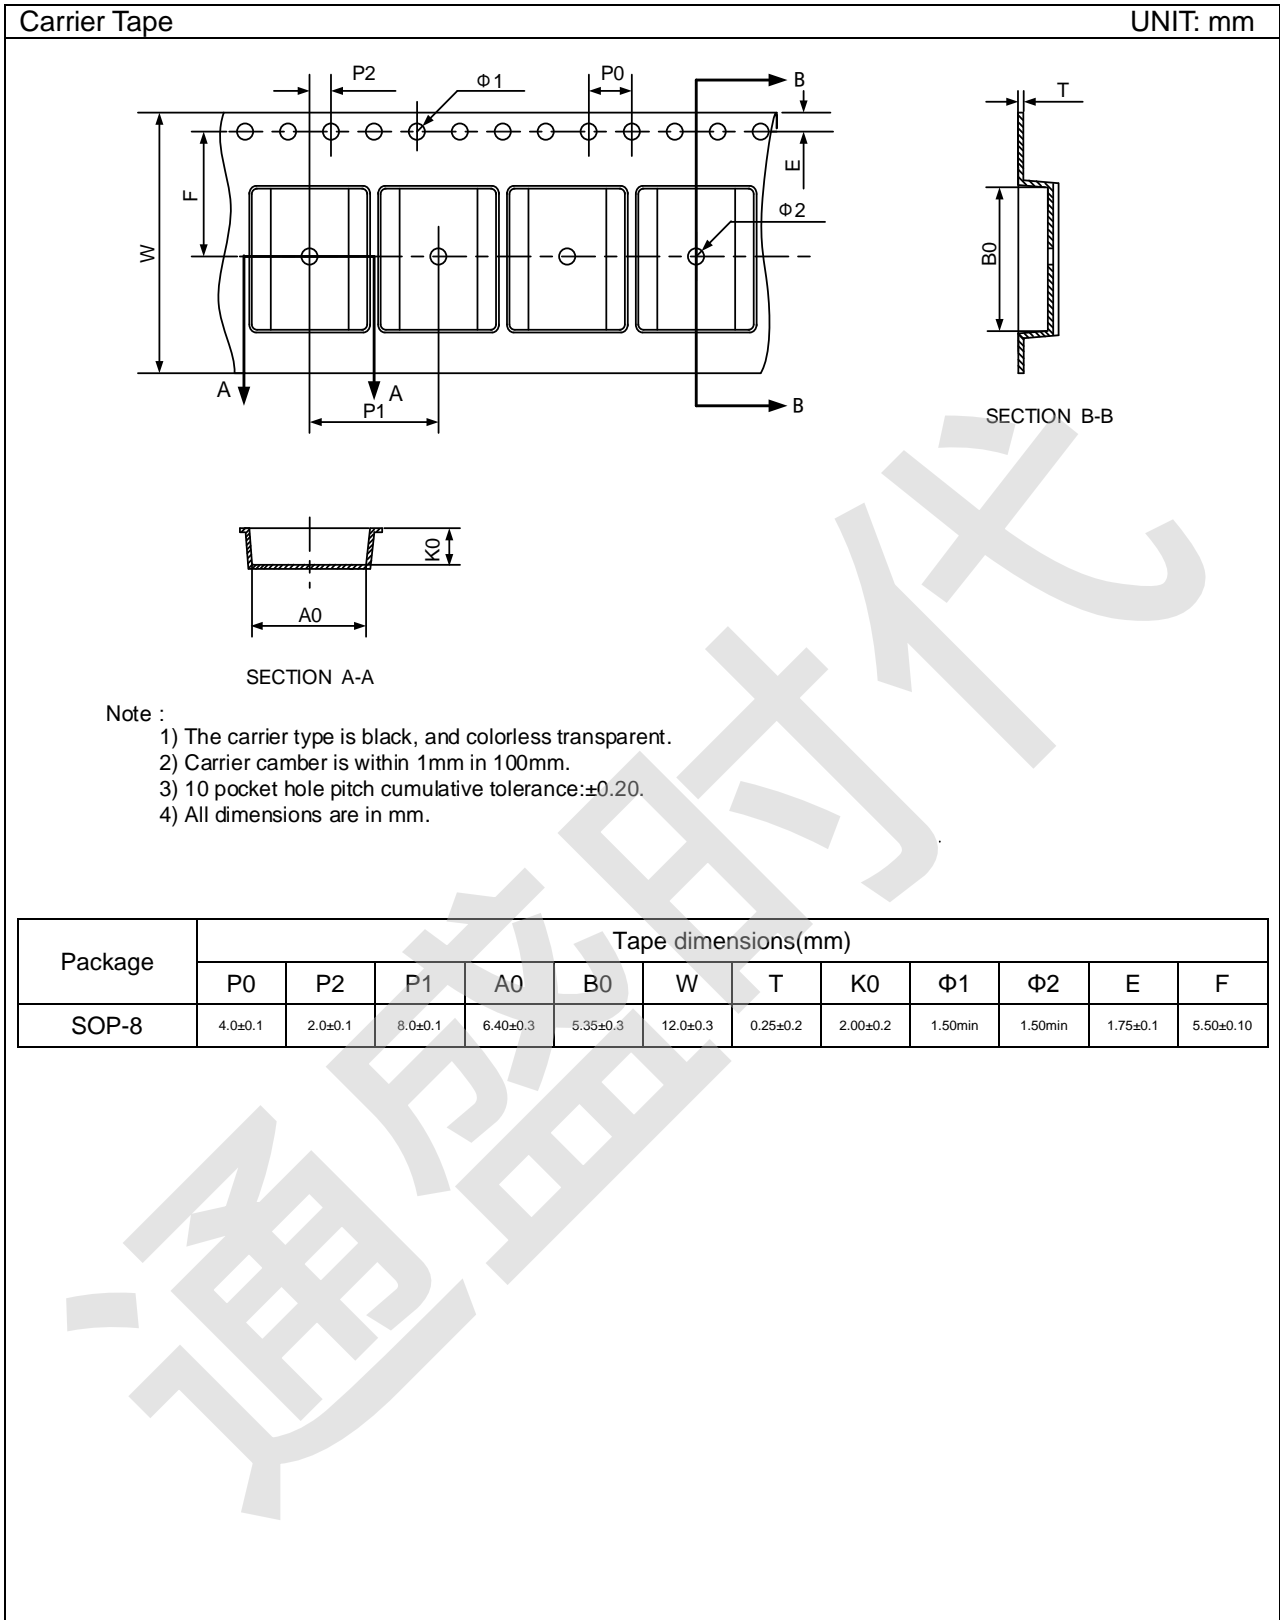 Carrier Tape UNIT: mm
P2 Φ1 P0 B T
E
F
Φ2
W
B0
A A
P1 B
SECTION B-B
K0
A0
SECTION A-A
Note :
1) The carrier type is black, and colorless transparent.
2) Carrier camber is within 1mm in 100mm.
3) 10 pocket hole pitch cumulative tolerance:±0.20.
4) All dimensions are in mm.
Package Tape dimensions(mm)
P0 P2 P1 A0 B0 W T K0 Φ1 Φ2 E F
SOP-8 4.0±0.1 2.0±0.1 8.0±0.1 6.40±0.3 5.35±0.3 12.0±0.3 0.25±0.2 2.00±0.2 1.50min 1.50min 1.75±0.1 5.50±0.10
通盛时代